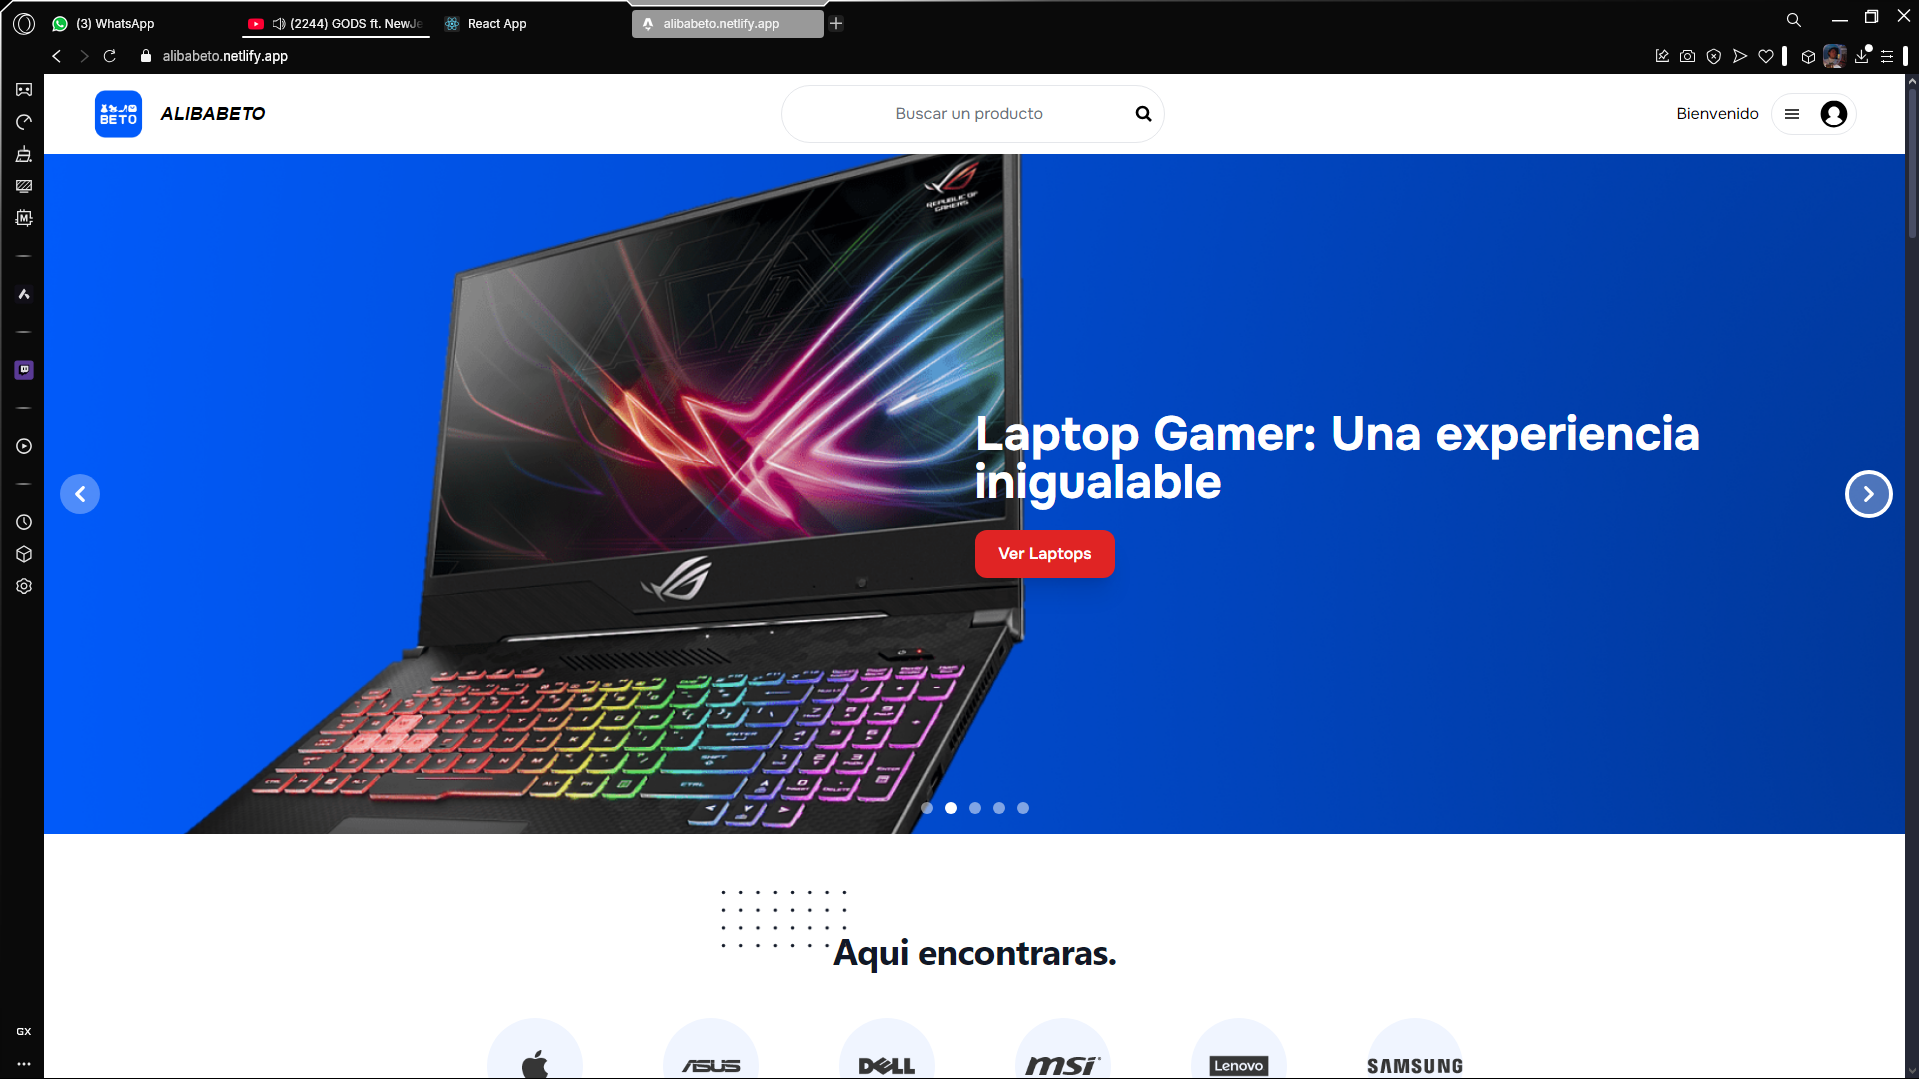 (3) WhatsApp
(2244) GODS ft. NewJe
React App
alibabeto.netlify.app
alibabeto.netlify.app
BETO
ALIBABETO
Buscar un producto
Bienvenido
REPUBLIC OF
GAMERS
Laptop Gamer: Una experiencia
inigualable
Ver Laptops
Aqui encontraras.
ASUS
DELL
msi
Lenovo
SAMSUNG
GX